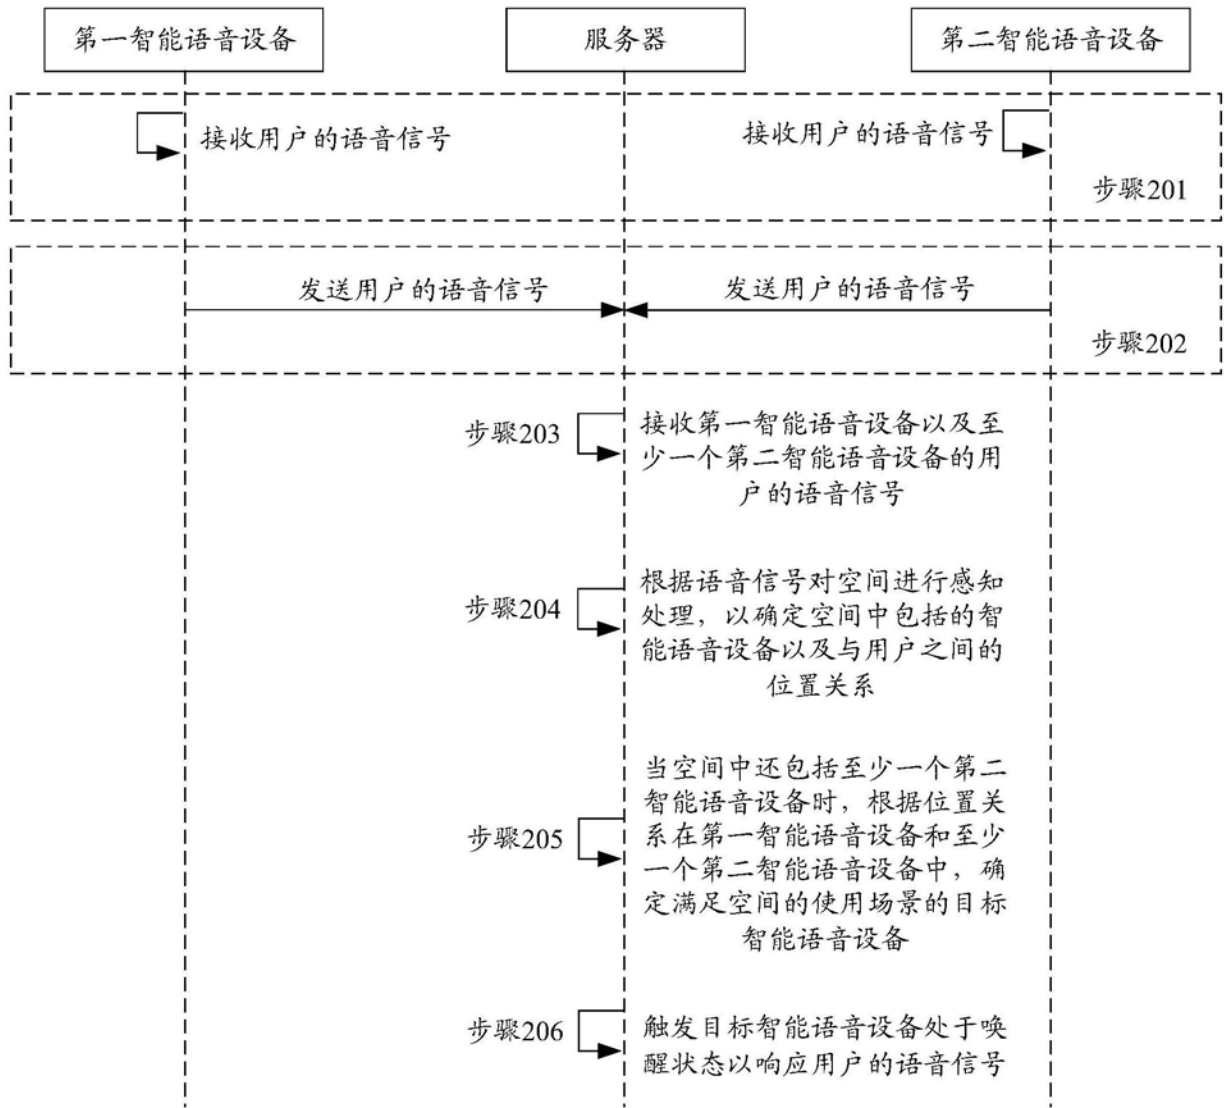 第一智能语音设备
服务器
第二智能语音设备
接收用户的语音信号
接收用户的语音信号
步骤201
发送用户的语音信号
发送用户的语音信号
步骤202
步骤203
接收第一智能语音设备以及至
少一个第二智能语音设备的用
户的语音信号
步骤204
根据语音信号对空间进行感知
处理，以确定空间中包括的智
能语音设备以及与用户之间的
位置关系
步骤205
当空间中还包括至少一个第二
智能语音设备时，根据位置关
系在第一智能语音设备和至少
一个第二智能语音设备中，确
定满足空间的使用场景的目标
智能语音设备
步骤206
触发目标智能语音设备处于唤
醒状态以响应用户的语音信号